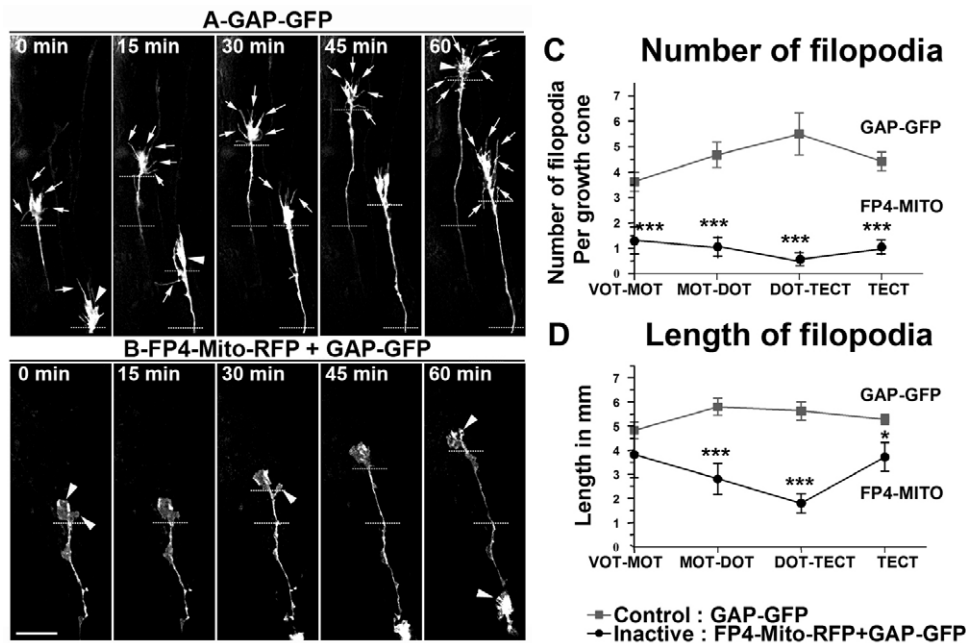 A-GAP-GFP
0 min 15 min 30 min 45 min 60
B-FP4-Mito-RFP + GAP-GFP
0 min 15 min 30 min 45 min 60 min
C Number of filopodia
Number of filopodia
Per growth cone
7
6
5
4
3
2
1
0
GAP-GFP
FP4-MITO
*** *** *** ***
VOT-MOT MOT-DOT DOT-TECT TECT
D Length of filopodia
Length in mm
7
6
5
4
3
2
1
0
GAP-GFP
*** *** *
FP4-MITO
VOT-MOT MOT-DOT DOT-TECT TECT
Control : GAP-GFP
Inactive : FP4-Mito-RFP+GAP-GFP